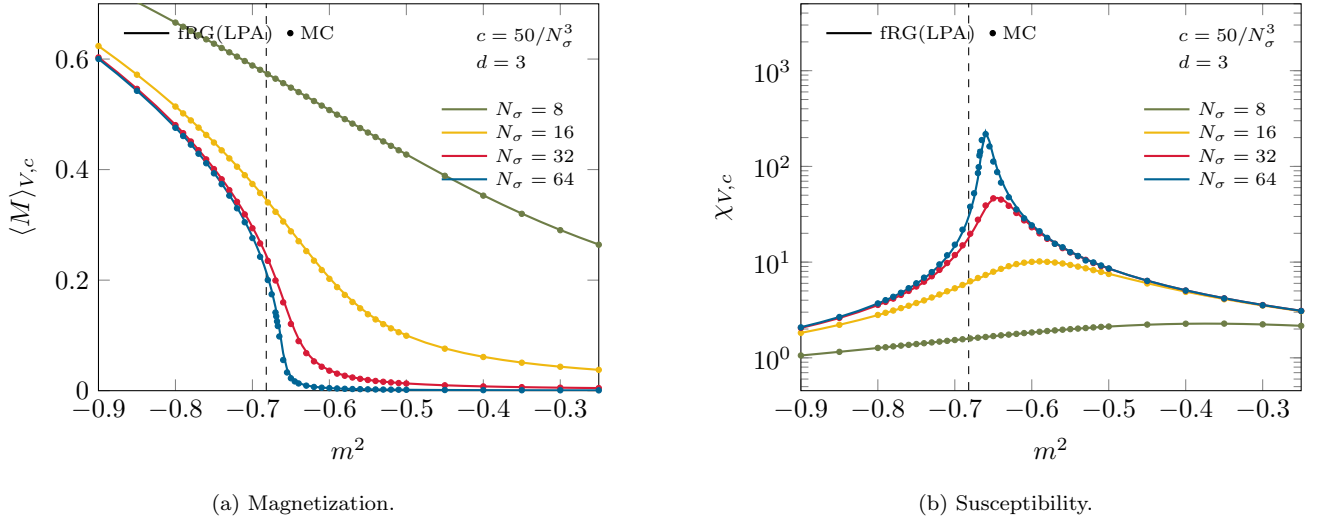 fRG(LPA) MC
c = 50/N_σ^3
d = 3
N_σ = 8
N_σ = 16
N_σ = 32
N_σ = 64
0.6
0.4
0.2
0
⟨M⟩_{V,c}
−0.9 −0.8 −0.7 −0.6 −0.5 −0.4 −0.3
m^2
(a) Magnetization.
fRG(LPA) MC
c = 50/N_σ^3
d = 3
N_σ = 8
N_σ = 16
N_σ = 32
N_σ = 64
10^3
10^2
10^1
10^0
χ_{V,c}
−0.9 −0.8 −0.7 −0.6 −0.5 −0.4 −0.3
m^2
(b) Susceptibility.